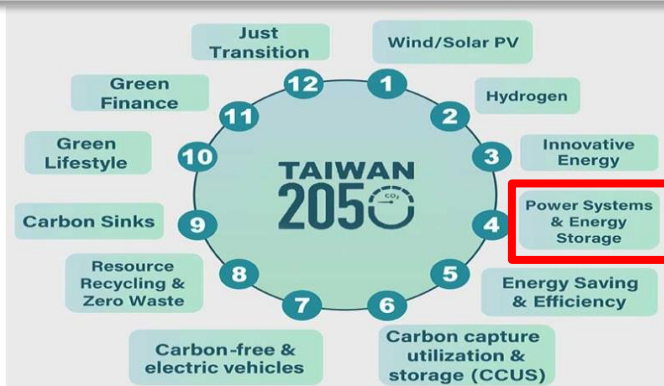 Just
Transition
12
Wind/Solar PV
1
Green
Finance
11
Hydrogen
2
Green
Lifestyle
10
Innovative
Energy
3
TAIWAN
2050
CO₂
Carbon Sinks
9
Power Systems
& Energy
Storage
4
Resource
Recycling &
Zero Waste
8
Energy Saving
& Efficiency
5
Carbon-free &
electric vehicles
7
Carbon capture
utilization &
storage (CCUS)
6